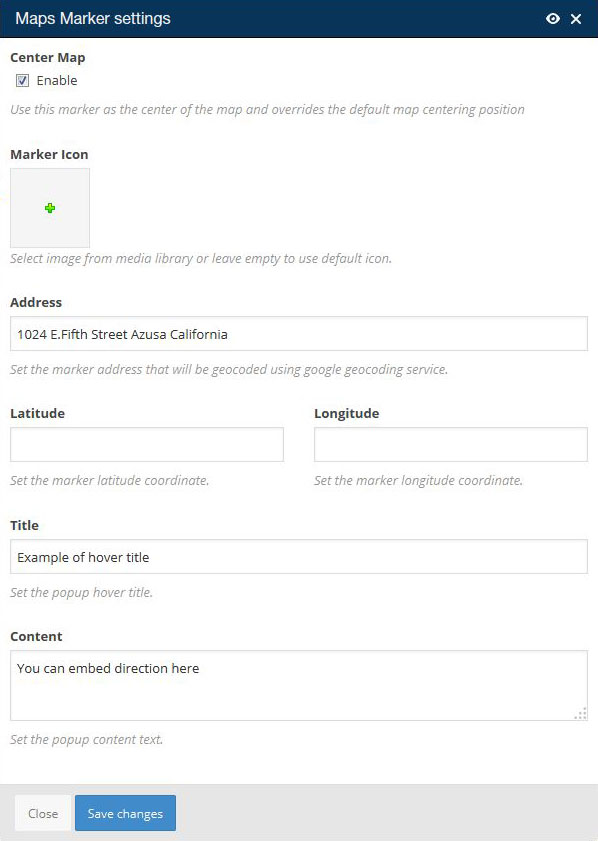 Maps Marker settings
Center Map
Enable
Use this marker as the center of the map and overrides the default map centering position
Marker Icon
Select image from media library or leave empty to use default icon.
Address
1024 E.Fifth Street Azusa California
Set the marker address that will be geocoded using google geocoding service.
Latitude
Longitude
Set the marker latitude coordinate.
Set the marker longitude coordinate.
Title
Example of hover title
Set the popup hover title.
Content
You can embed direction here
Set the popup content text.
Close
Save changes